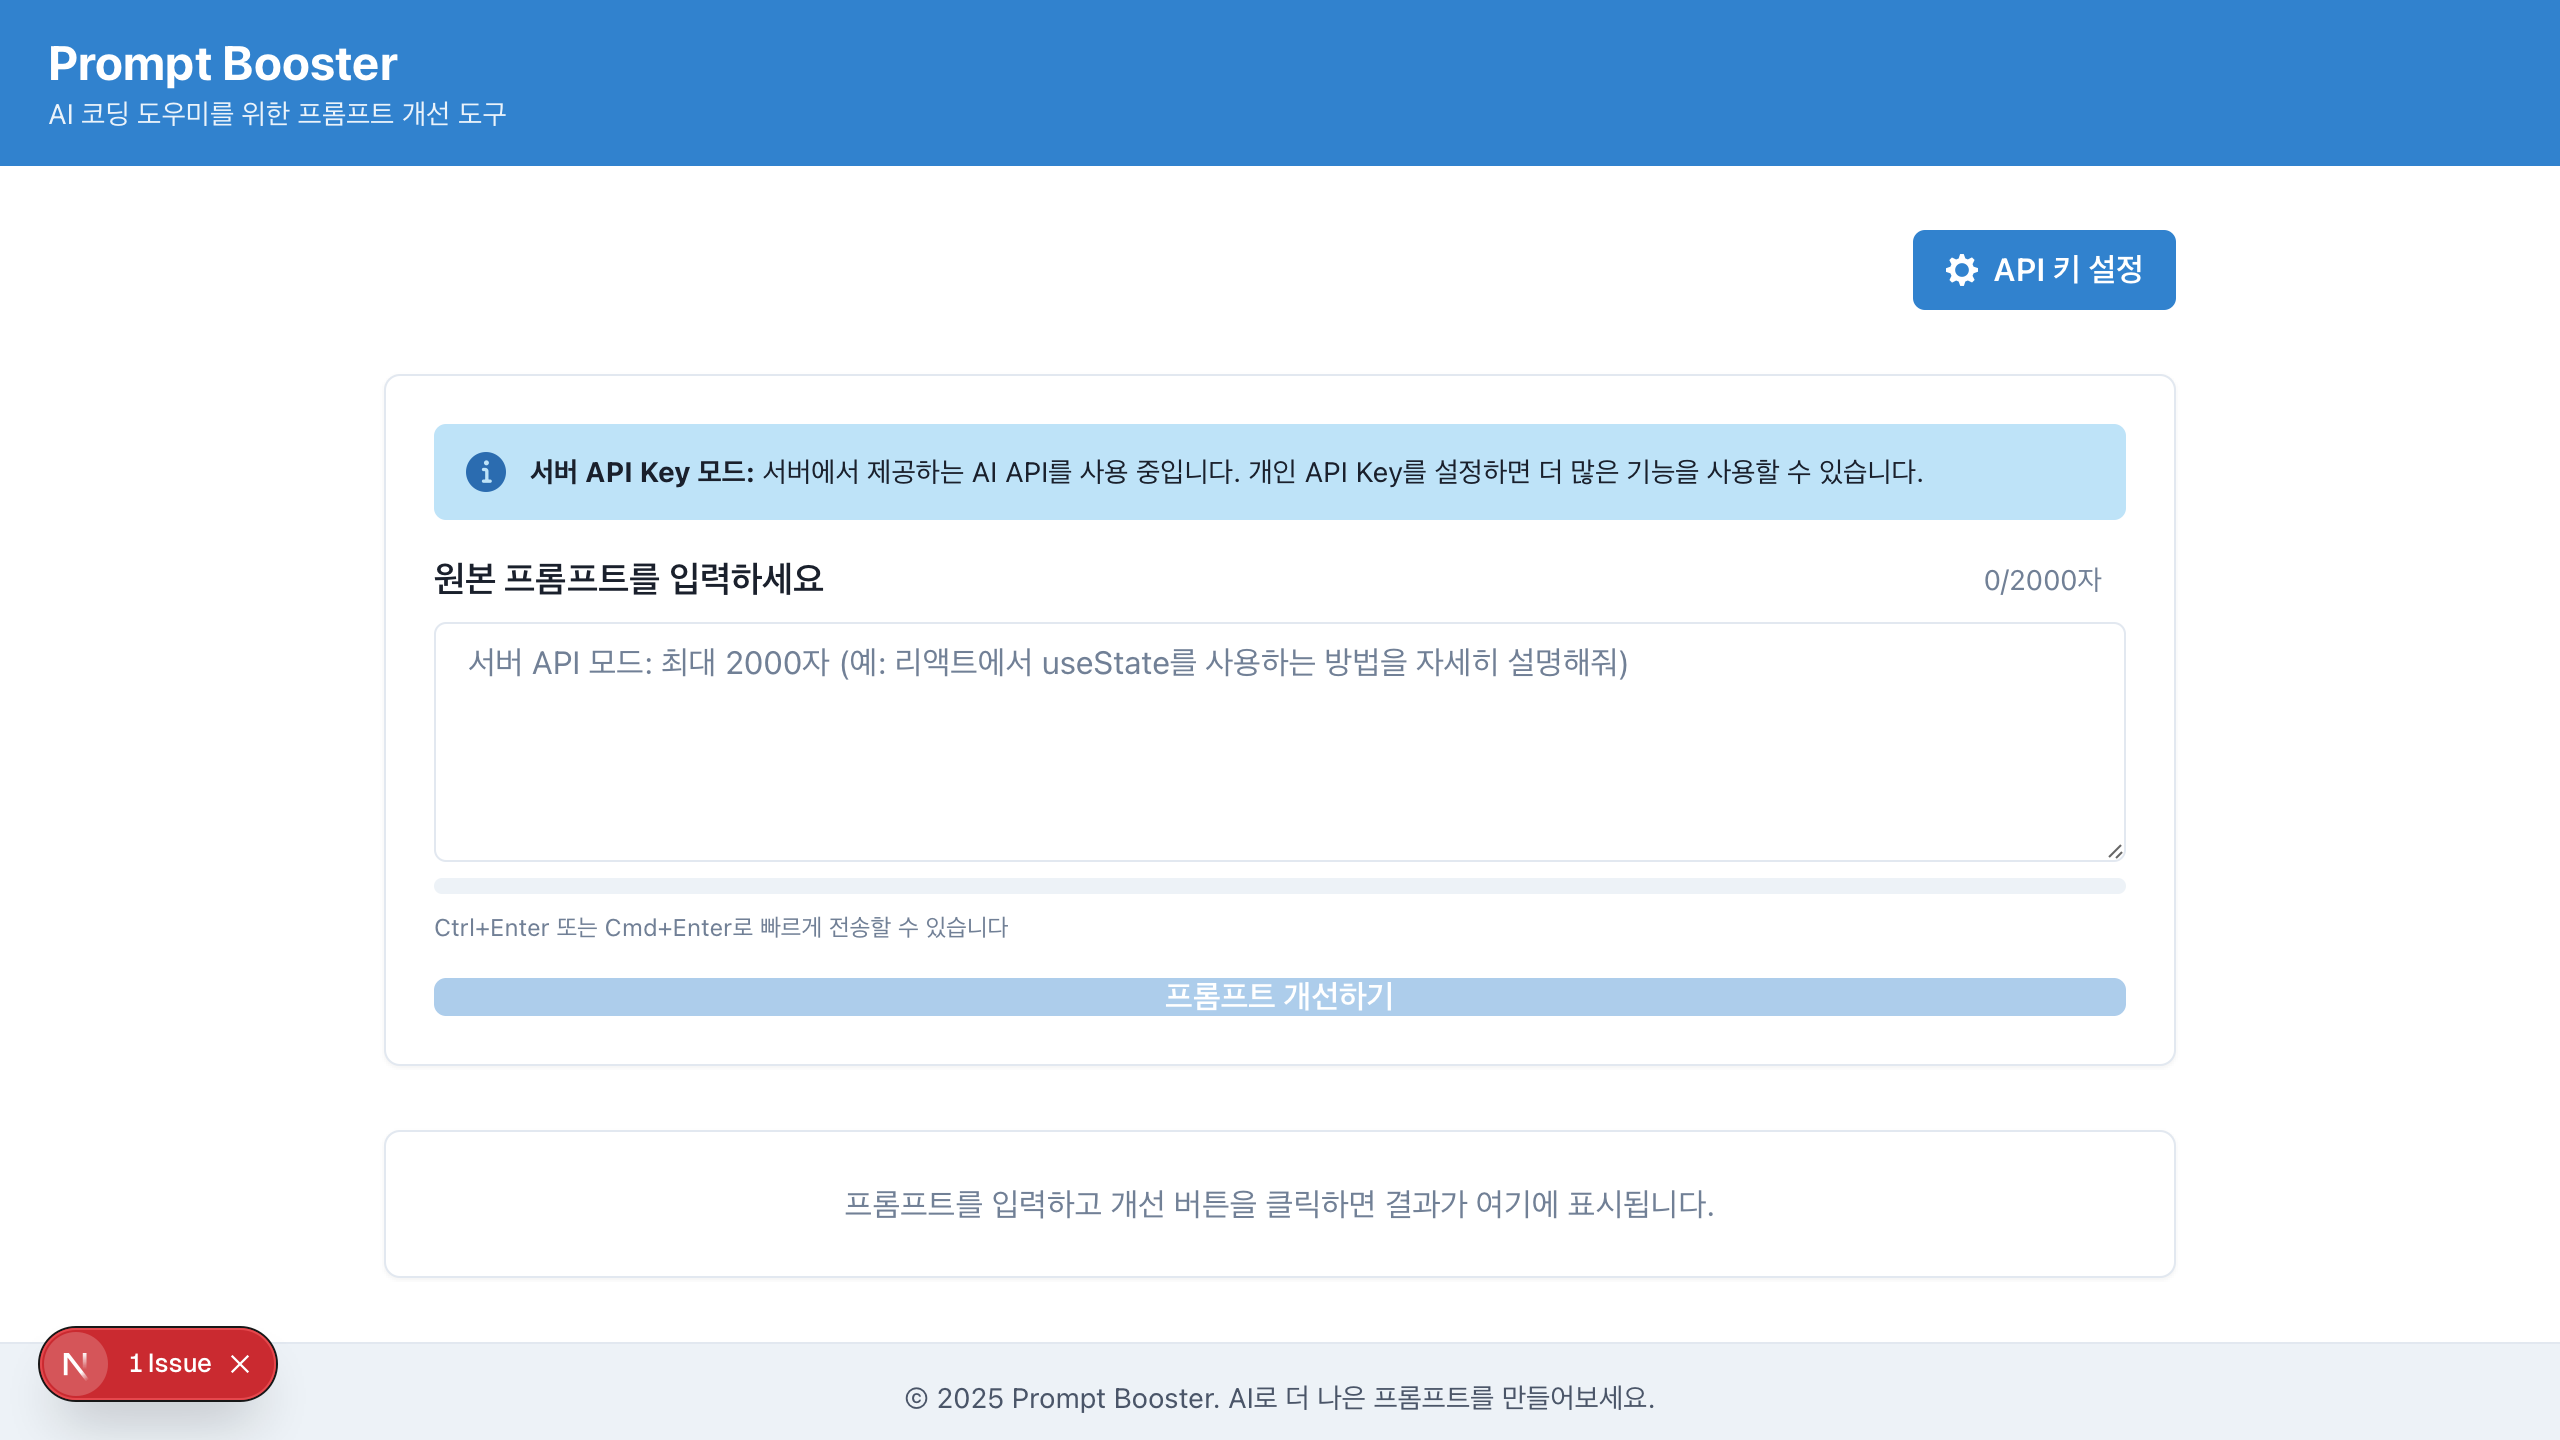 Prompt Booster
AI 코딩 도우미를 위한 프롬프트 개선 도구
API 키 설정
서버 API Key 모드: 서버에서 제공하는 AI API를 사용 중입니다. 개인 API Key를 설정하면 더 많은 기능을 사용할 수 있습니다.
원본 프롬프트를 입력하세요
0/2000자
서버 API 모드: 최대 2000자 (예: 리액트에서 useState를 사용하는 방법을 자세히 설명해줘)
Ctrl+Enter 또는 Cmd+Enter로 빠르게 전송할 수 있습니다
프롬프트 개선하기
프롬프트를 입력하고 개선 버튼을 클릭하면 결과가 여기에 표시됩니다.
N 1 Issue
© 2025 Prompt Booster. AI로 더 나은 프롬프트를 만들어보세요.